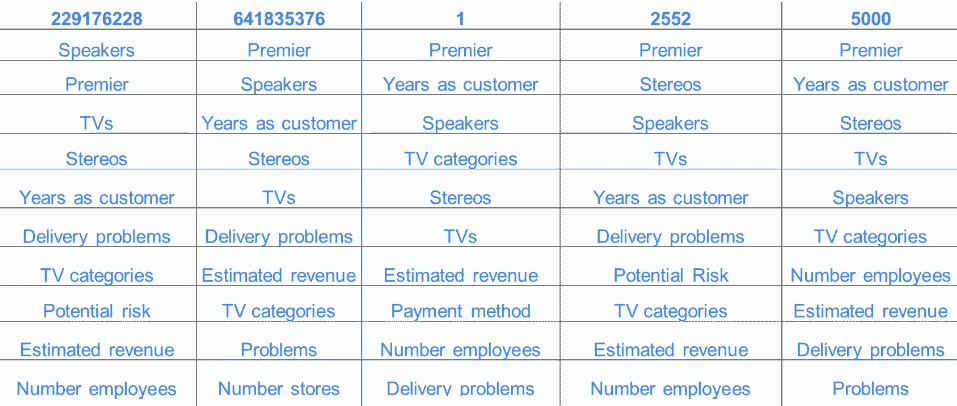 229176228 641835376 1 2552 5000
Speakers Premier Premier Premier Premier
Premier Speakers Years as customer Stereos Years as customer
TVs Years as customer Speakers Speakers Stereos
Stereos Stereos TV categories TVs TVs
Years as customer TVs Stereos Years as customer Speakers
Delivery problems Delivery problems TVs Delivery problems TV categories
TV categories Estimated revenue Estimated revenue Potential Risk Number employees
Potential risk TV categories Payment method TV categories Estimated revenue
Estimated revenue Problems Number employees Estimated revenue Delivery problems
Number employees Number stores Delivery problems Number employees Problems